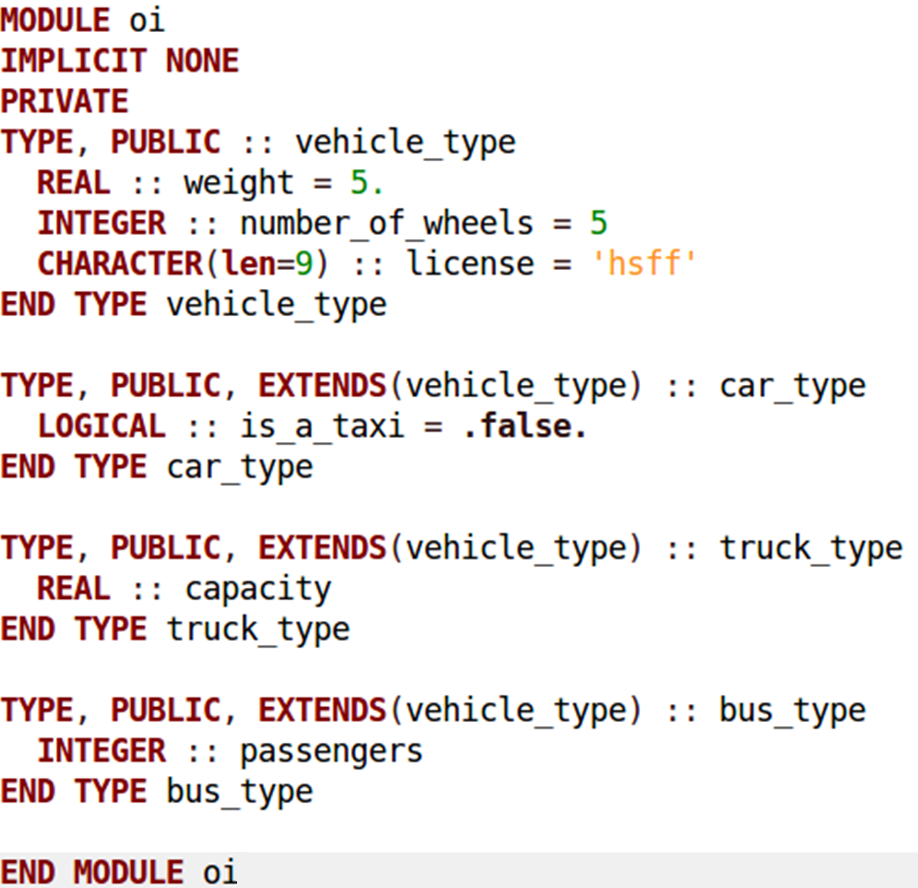 MODULE oi
IMPLICIT NONE
PRIVATE
TYPE, PUBLIC :: vehicle_type
  REAL :: weight = 5.
  INTEGER :: number_of_wheels = 5
  CHARACTER(len=9) :: license = 'hsff'
END TYPE vehicle_type

TYPE, PUBLIC, EXTENDS(vehicle_type) :: car_type
  LOGICAL :: is_a_taxi = .false.
END TYPE car_type

TYPE, PUBLIC, EXTENDS(vehicle_type) :: truck_type
  REAL :: capacity
END TYPE truck_type

TYPE, PUBLIC, EXTENDS(vehicle_type) :: bus_type
  INTEGER :: passengers
END TYPE bus_type

END MODULE oi